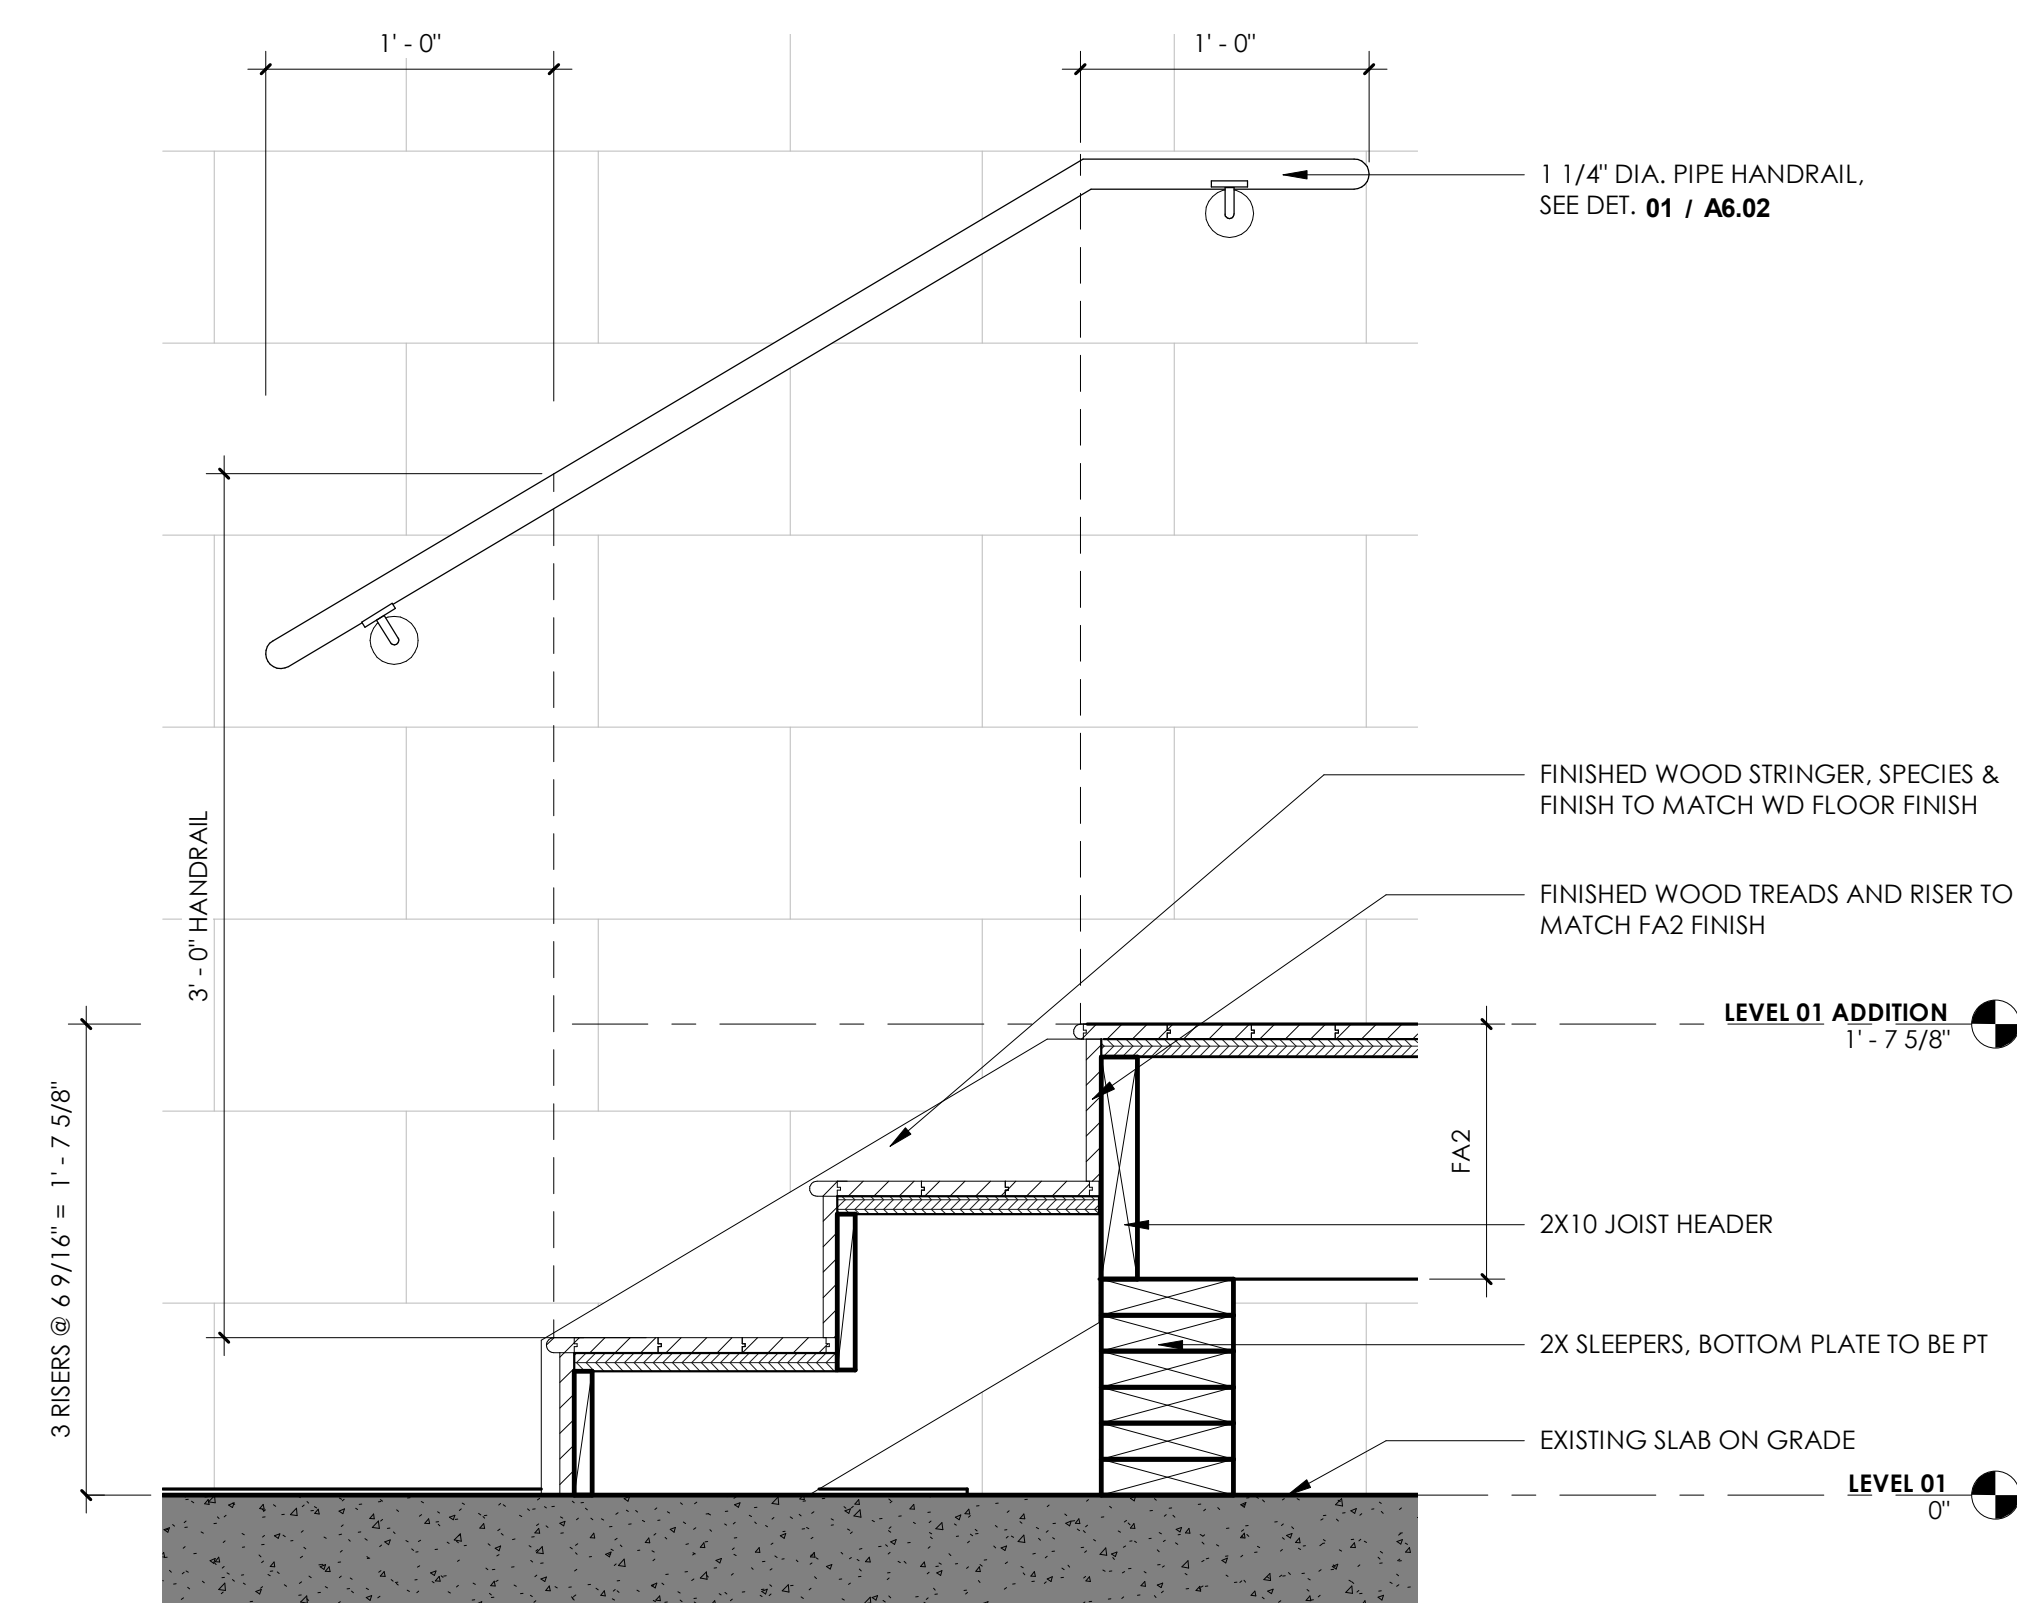 1' - 0"
1' - 0"
1 1/4" DIA. PIPE HANDRAIL,
SEE DET. 01 / A6.02
3' - 0" HANDRAIL
FINISHED WOOD STRINGER, SPECIES &
FINISH TO MATCH WD FLOOR FINISH
FINISHED WOOD TREADS AND RISER TO
MATCH FA2 FINISH
LEVEL 01 ADDITION
1' - 7 5/8"
3 RISERS @ 6 9/16" = 1' - 7 5/8"
FA2
2X10 JOIST HEADER
2X SLEEPERS, BOTTOM PLATE TO BE PT
EXISTING SLAB ON GRADE
LEVEL 01
0"